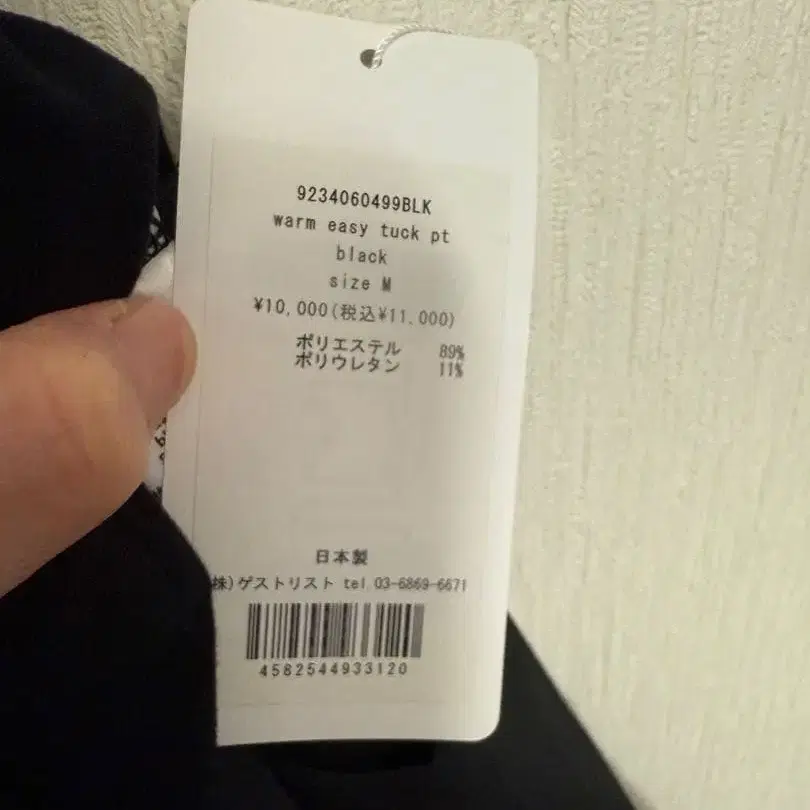 9234060499BLK
warm easy tuck pt
black
size M
¥10,000(税込¥11,000)
ポリエステル 89%
ポリウレタン 11%
日本製
株)ゲストリスト tel 03-6869-6671
4582544933120